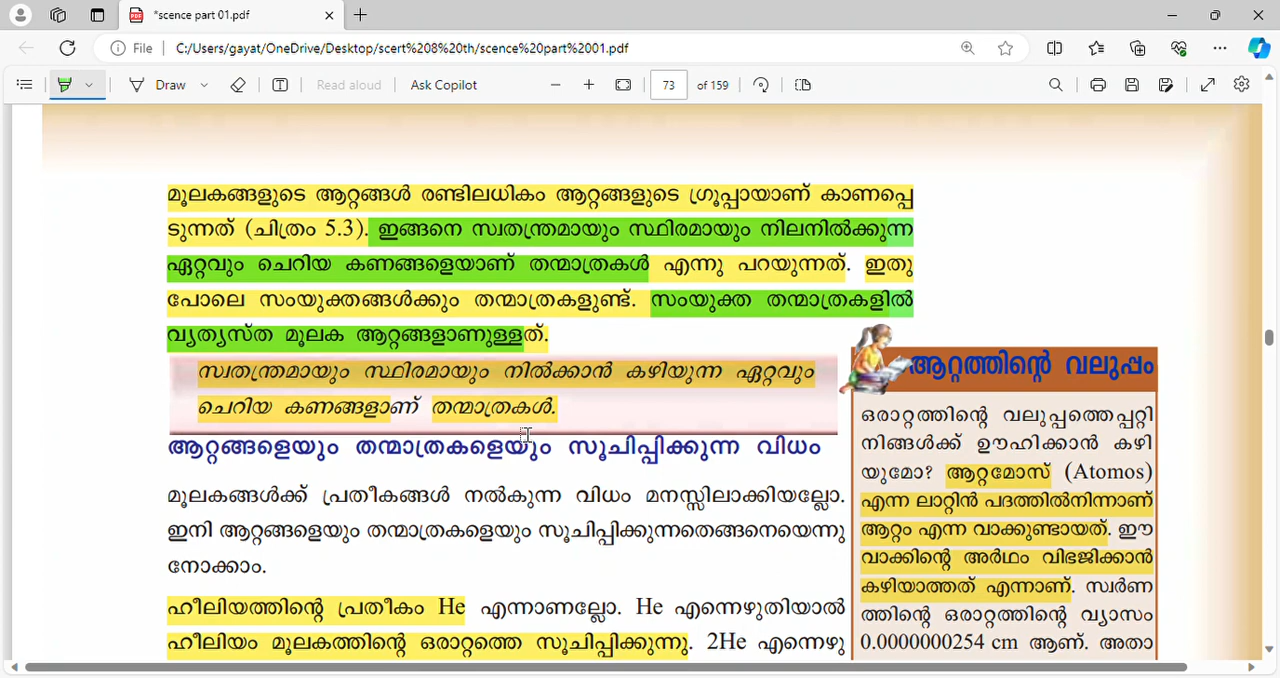 *scence part 01.pdf
File C:/Users/gayat/OneDrive/Desktop/scert%208%20th/scence%20part%2001.pdf
Draw Read aloud Ask Copilot 73 of 159
മൂലകങ്ങളുടെ ആറ്റങ്ങൾ രണ്ടിലധികം ആറ്റങ്ങളുടെ ഗ്രൂപ്പായാണ് കാണപ്പെ
ടുന്നത് (ചിത്രം 5.3). ഇങ്ങനെ സ്വതന്ത്രമായും സ്ഥിരമായും നിലനിൽക്കുന്ന
ഏറ്റവും ചെറിയ കണങ്ങളെയാണ് തന്മാത്രകൾ എന്നു പറയുന്നത്. ഇതു
പോലെ സംയുക്തങ്ങൾക്കും തന്മാത്രകളുണ്ട്. സംയുക്ത തന്മാത്രകളിൽ
വ്യത്യസ്ത മൂലക ആറ്റങ്ങളാണുള്ളത്.
സ്വതന്ത്രമായും സ്ഥിരമായും നിൽക്കാൻ കഴിയുന്ന ഏറ്റവും
ചെറിയ കണങ്ങളാണ് തന്മാത്രകൾ.
ആറ്റങ്ങളെയും തന്മാത്രകളെയും സൂചിപ്പിക്കുന്ന വിധം
മൂലകങ്ങൾക്ക് പ്രതീകങ്ങൾ നൽകുന്ന വിധം മനസ്സിലാക്കിയല്ലോ.
ഇനി ആറ്റങ്ങളെയും തന്മാത്രകളെയും സൂചിപ്പിക്കുന്നതെങ്ങനെയെന്നു
നോക്കാം.
ഹീലിയത്തിന്റെ പ്രതീകം He എന്നാണല്ലോ. He എന്നെഴുതിയാൽ
ഹീലിയം മൂലകത്തിന്റെ ഒരാറ്റത്തെ സൂചിപ്പിക്കുന്നു. 2He എന്നെഴു
ആറത്തിന്റെ വലുപ്പം
ഒരാറ്റത്തിന്റെ വലുപ്പത്തെപ്പറ്റി
നിങ്ങൾക്ക് ഊഹിക്കാൻ കഴി
യുമോ? ആറ്റമോസ് (Atomos)
എന്ന ലാറ്റിൻ പദത്തിൽനിന്നാണ്
ആറ്റം എന്ന വാക്കുണ്ടായത്. ഈ
വാക്കിന്റെ അർഥം വിഭജിക്കാൻ
കഴിയാത്തത് എന്നാണ്. സ്വർണ
ത്തിന്റെ ഒരാറ്റത്തിന്റെ വ്യാസം
0.0000000254 cm ആണ്. അതാ